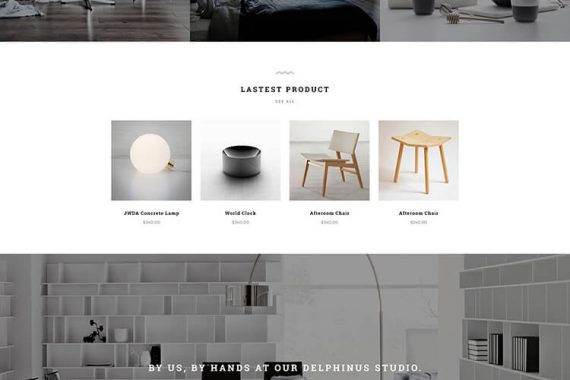 LASTEST PRODUCT
SEE ALL
JWDA Concrete Lamp
World Clock
Afteroom Chair
Afteroom Chair
$340.00
$340.00
$340.00
$340.00
BY US, BY HANDS AT OUR DELPHINUS STUDIO.